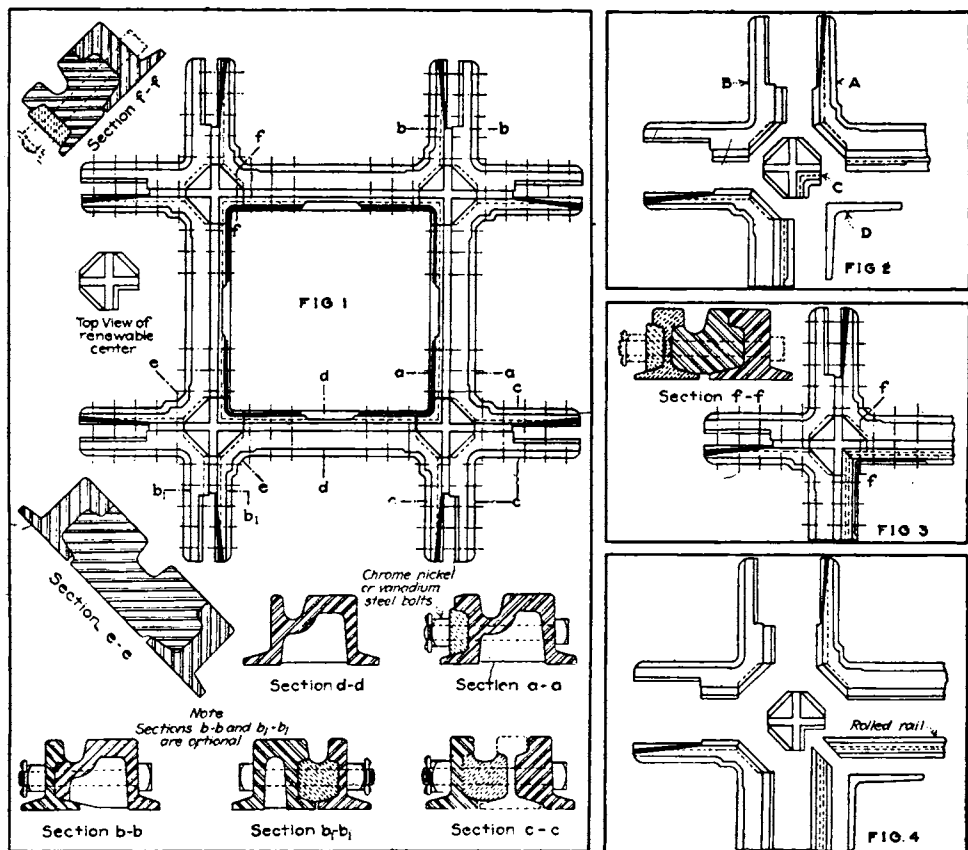 Section f-f
f
b
b
f
FIG 1
Top View of
renewable
center
e
d
a
a
c
b
e
d
c
c
b₁
Section e-e
Chrome nickel
or vanadium
steel bolts
Section d-d
Section a-a
Note
Sections b-b and b₁-b₁
are optional
Section b-b
Section b₁-b₁
Section c-c
B
A
C
D
FIG 2
Section f-f
f
f
FIG 3
Rolled rail
FIG. 4